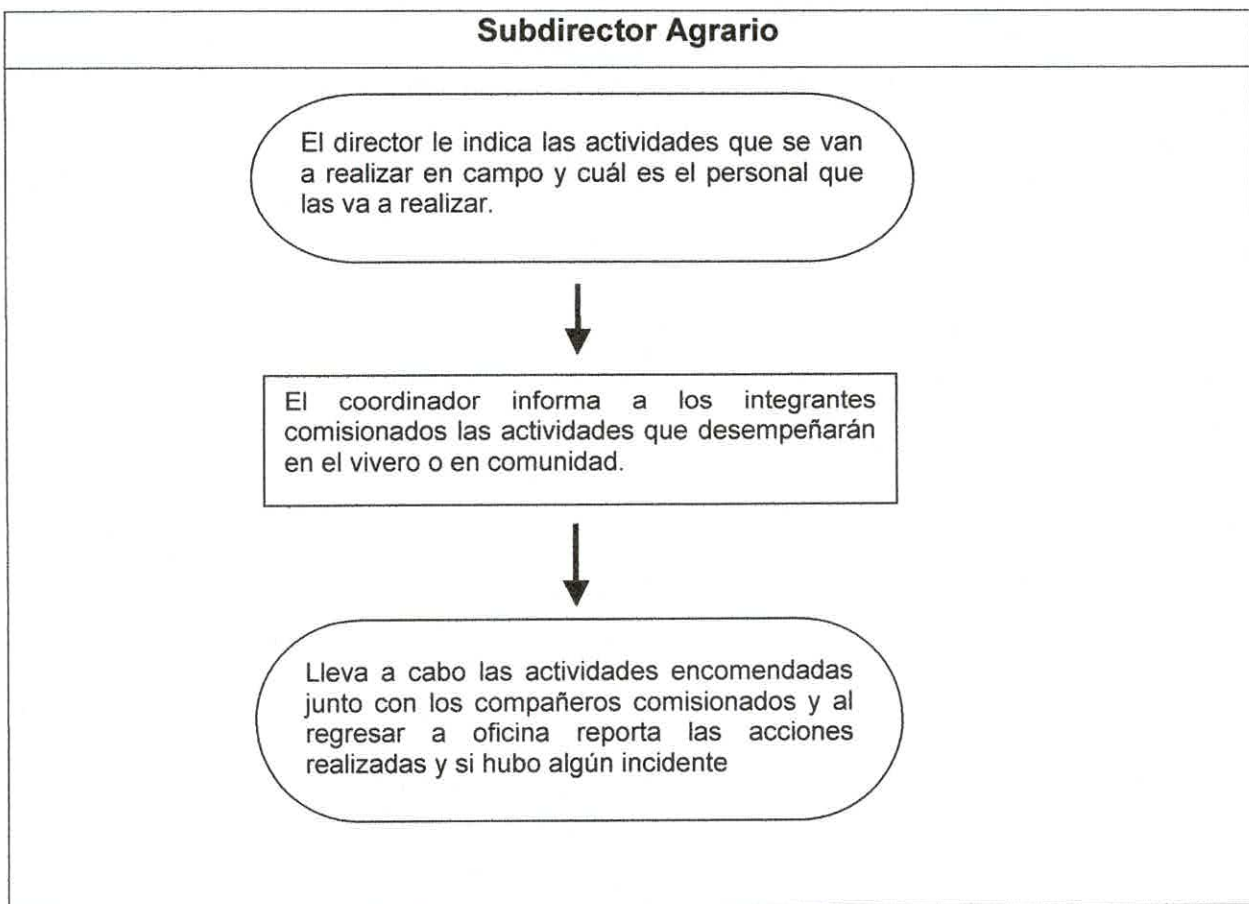 Subdirector Agrario
El director le indica las actividades que se van
a realizar en campo y cuál es el personal que
las va a realizar.
El coordinador informa a los integrantes
comisionados las actividades que desempeñarán
en el vivero o en comunidad.
Lleva a cabo las actividades encomendadas
junto con los compañeros comisionados y al
regresar a oficina reporta las acciones
realizadas y si hubo algún incidente